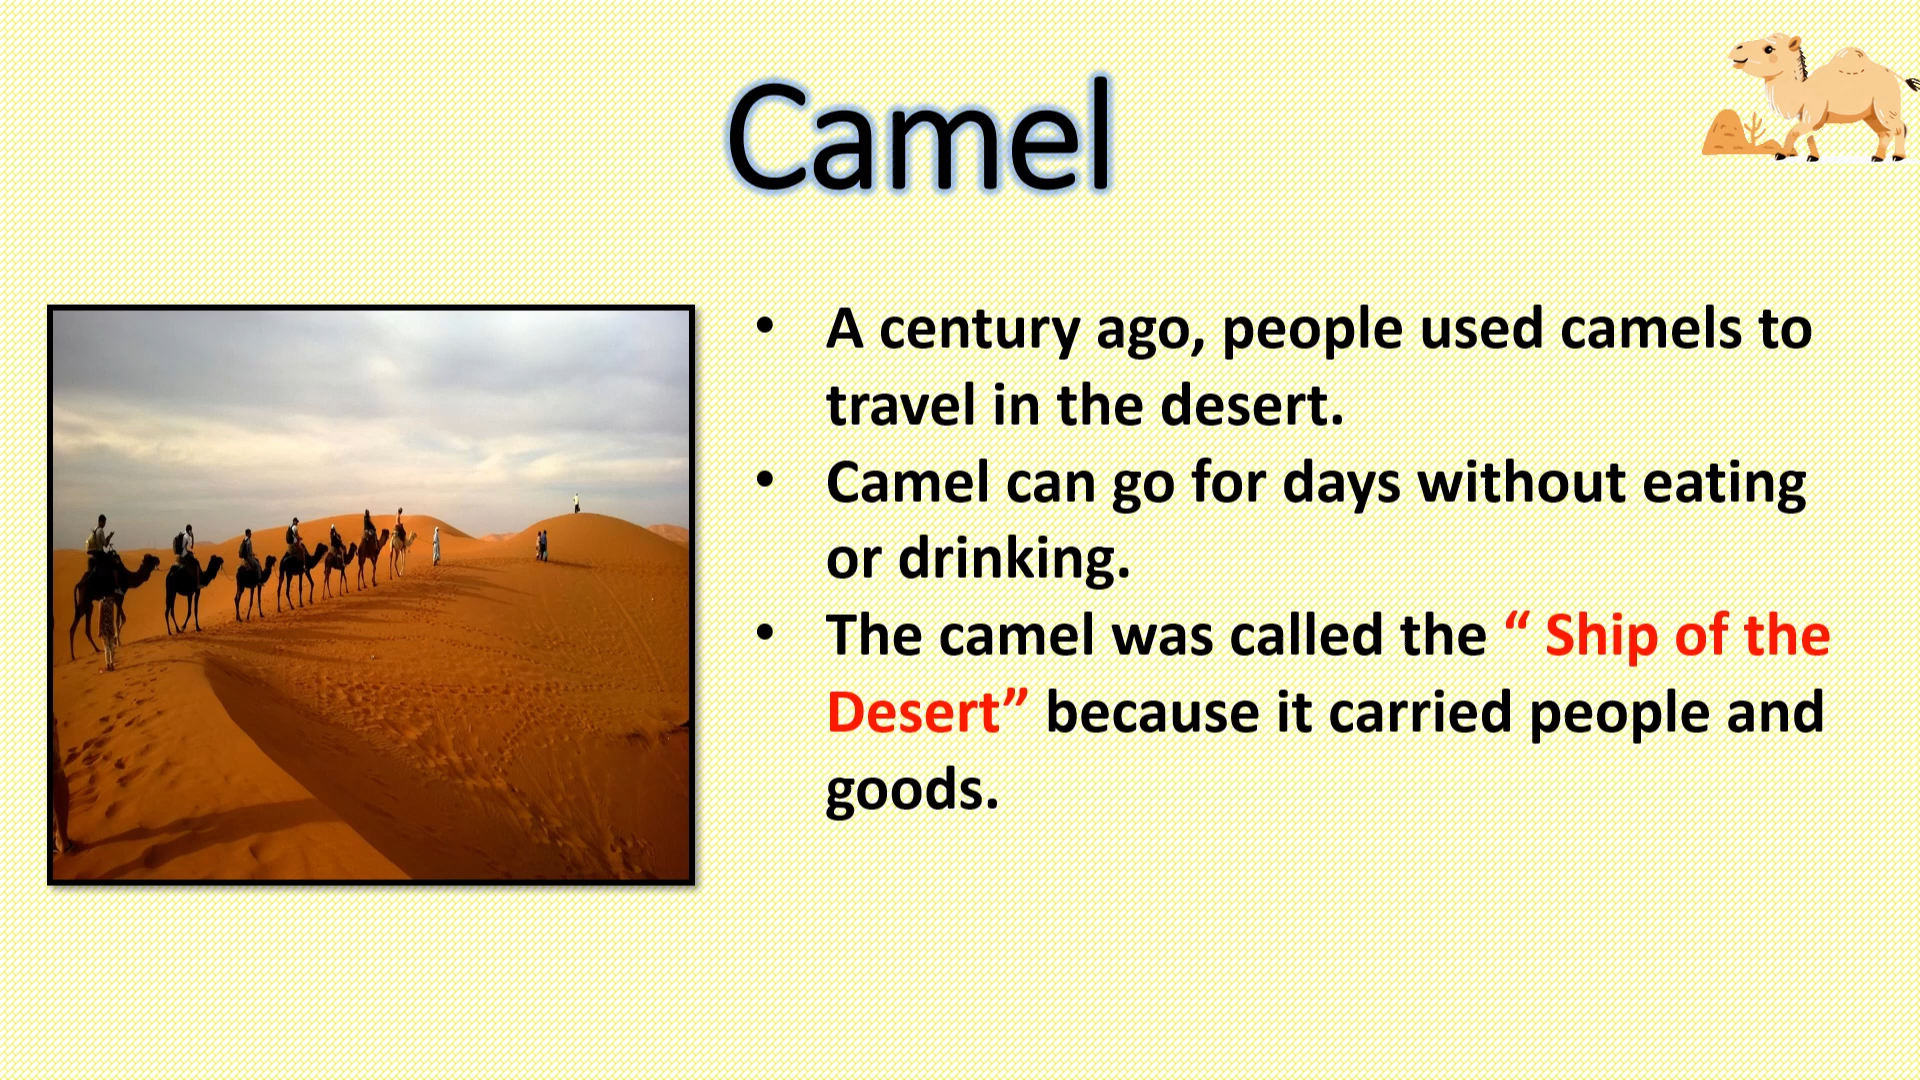 Camel
• A century ago, people used camels to
travel in the desert.
• Camel can go for days without eating
or drinking.
• The camel was called the “ Ship of the
Desert” because it carried people and
goods.